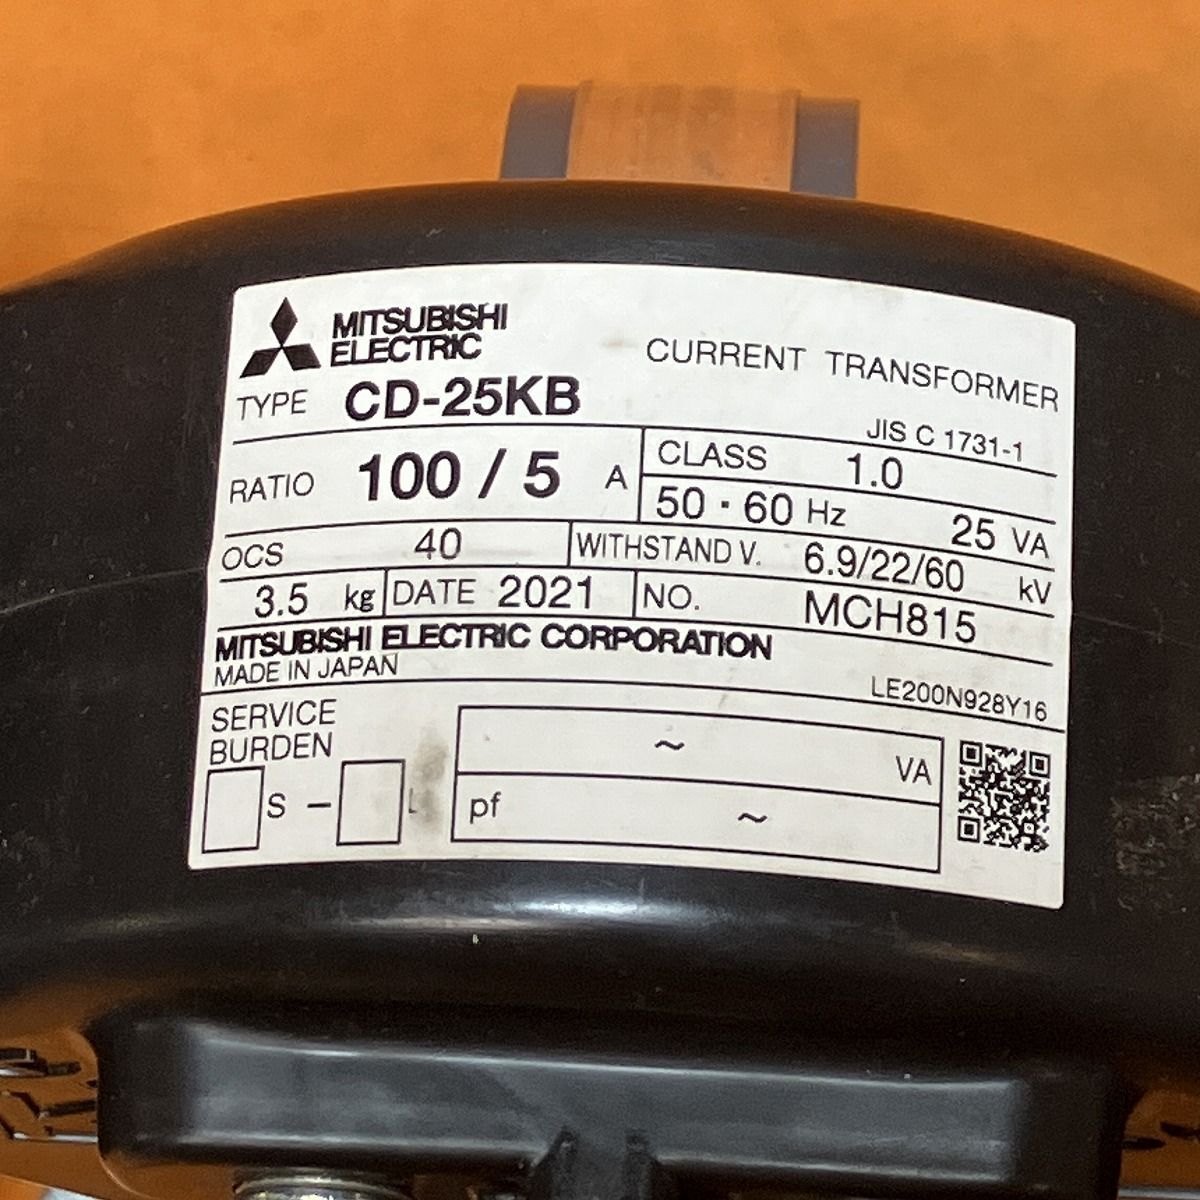 MITSUBISHI
ELECTRIC
CURRENT TRANSFORMER
TYPE CD-25KB
JIS C 1731-1
RATIO 100 / 5 A
CLASS 1.0
50 · 60 Hz 25 VA
OCS 40
WITHSTAND V. 6.9/22/60 kV
3.5 kg DATE 2021 NO. MCH815
MITSUBISHI ELECTRIC CORPORATION
MADE IN JAPAN
LE200N928Y16
SERVICE
BURDEN
~ VA
S – L
pf ~